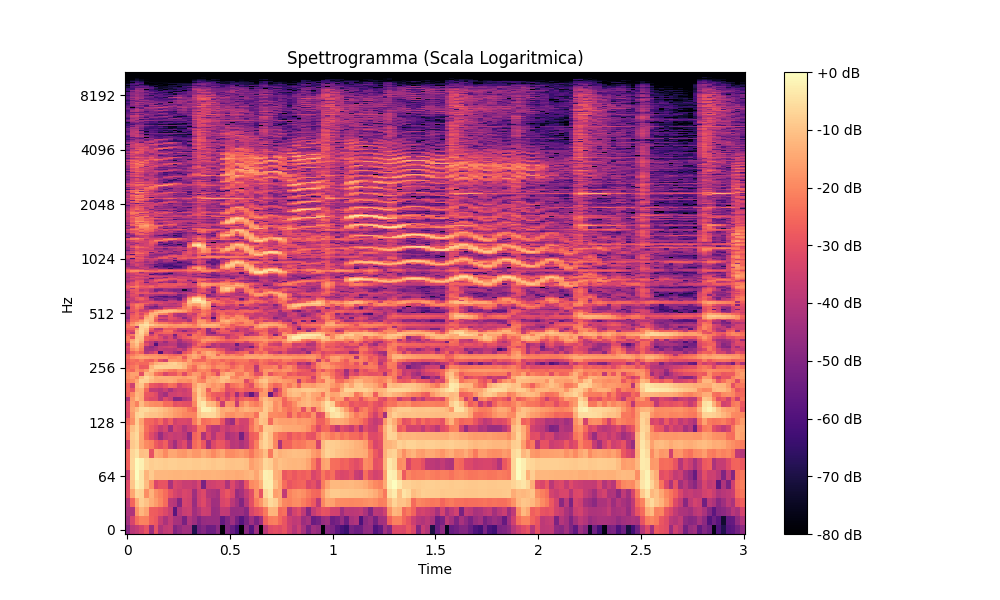 Spettrogramma (Scala Logaritmica)
8192
4096
2048
1024
512
256
128
64
0
Hz
0
0.5
1
1.5
2
2.5
3
Time
+0 dB
-10 dB
-20 dB
-30 dB
-40 dB
-50 dB
-60 dB
-70 dB
-80 dB